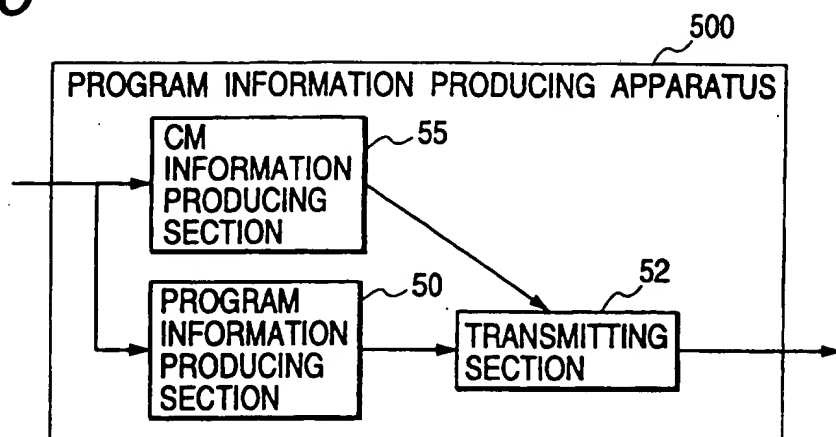 500
PROGRAM INFORMATION PRODUCING APPARATUS
CM
INFORMATION
PRODUCING
SECTION
55
PROGRAM
INFORMATION
PRODUCING
SECTION
50
TRANSMITTING
SECTION
52